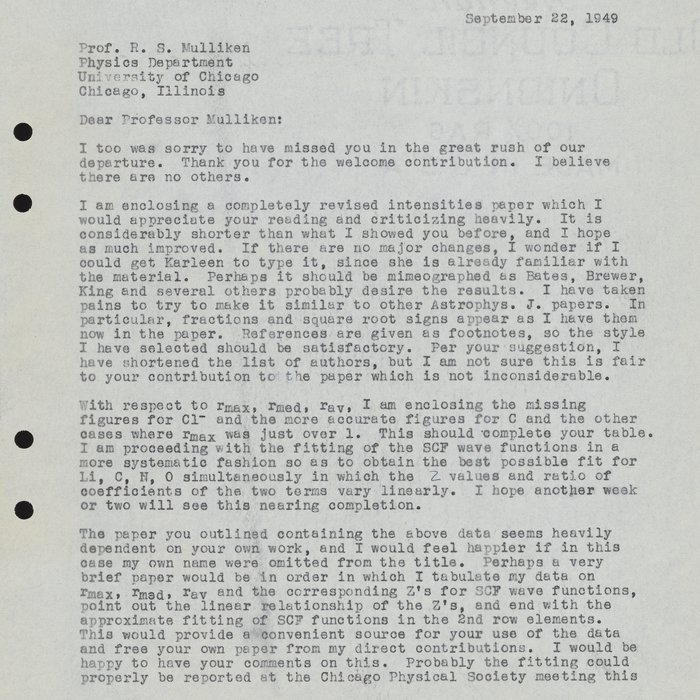 September 22, 1949
Prof. R. S. Mulliken
Physics Department
University of Chicago
Chicago, Illinois
Dear Professor Mulliken:
I too was sorry to have missed you in the great rush of our
departure. Thank you for the welcome contribution. I believe
there are no others.
I am enclosing a completely revised intensities paper which I
would appreciate your reading and criticizing heavily. It is
considerably shorter than what I showed you before, and I hope
as much improved. If there are no major changes, I wonder if I
could get Karleen to type it, since she is already familiar with
the material. Perhaps it should be mimeographed as Bates, Brewer,
King and several others probably desire the results. I have taken
pains to try to make it similar to other Astrophys. J. papers. In
particular, fractions and square root signs appear as I have them
now in the paper. References are given as footnotes, so the style
I have selected should be satisfactory. Per your suggestion, I
have shortened the list of authors, but I am not sure this is fair
to your contribution to the paper which is not inconsiderable.
With respect to rmax, rmed, rav, I am enclosing the missing
figures for Cl⁻ and the more accurate figures for C and the other
cases where rmax was just over 1. This should complete your table.
I am proceeding with the fitting of the SCF wave functions in a
more systematic fashion so as to obtain the best possible fit for
Li, C, N, O simultaneously in which the Z values and ratio of
coefficients of the two terms vary linearly. I hope another week
or two will see this nearing completion.
The paper you outlined containing the above data seems heavily
dependent on your own work, and I would feel happier if in this
case my own name were omitted from the title. Perhaps a very
brief paper would be in order in which I tabulate my data on
rmax, rmed, rav and the corresponding Z's for SCF wave functions,
point out the linear relationship of the Z's, and end with the
approximate fitting of SCF functions in the 2nd row elements.
This would provide a convenient source for your use of the data
and free your own paper from my direct contributions. I would be
happy to have your comments on this. Probably the fitting could
properly be reported at the Chicago Physical Society meeting this